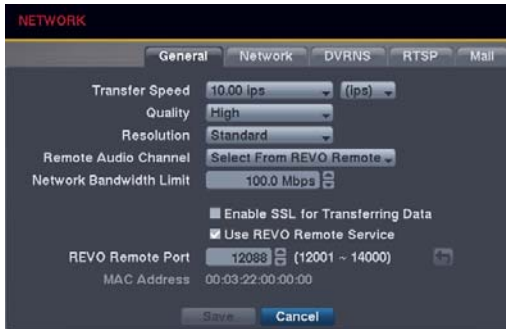 NETWORK
General Network DVRNS RTSP Mail
Transfer Speed 10.00 ips (ips)
Quality High
Resolution Standard
Remote Audio Channel Select From REVO Remote
Network Bandwidth Limit 100.0 Mbps
Enable SSL for Transferring Data
Use REVO Remote Service
REVO Remote Port 12088 (12001 ~ 14000)
MAC Address 00:03:22:00:00:00
Save Cancel